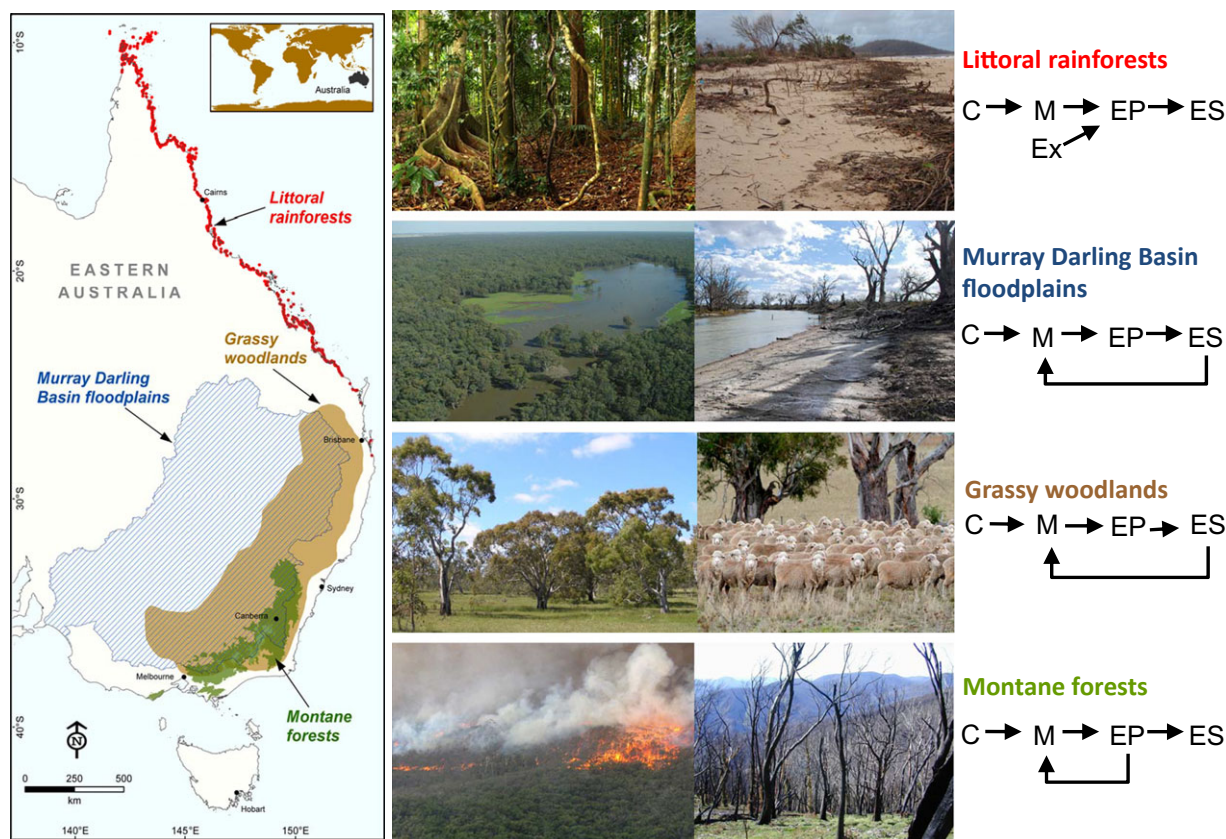 10°S
20°S
30°S
40°S
Australia
Cairns
Littoral
rainforests
EASTERN
AUSTRALIA
Grassy
woodlands
Murray Darling
Basin floodplains
Brisbane
Sydney
Canberra
Melbourne
Montane
forests
N
0 250 500
km
Hobart
140°E 145°E 150°E
Littoral rainforests
C M EP ES
Ex
Murray Darling Basin
floodplains
C M EP ES
Grassy woodlands
C M EP ES
Montane forests
C M EP ES